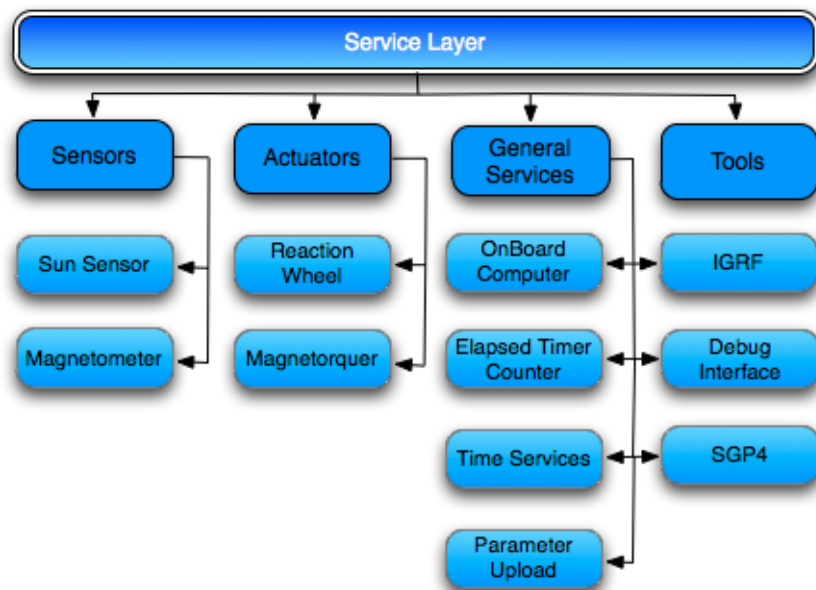 Service Layer
Sensors
Actuators
General
Services
Tools
Sun Sensor
Reaction
Wheel
OnBoard
Computer
IGRF
Magnetometer
Magnetorquer
Elapsed Timer
Counter
Debug
Interface
Time Services
SGP4
Parameter
Upload